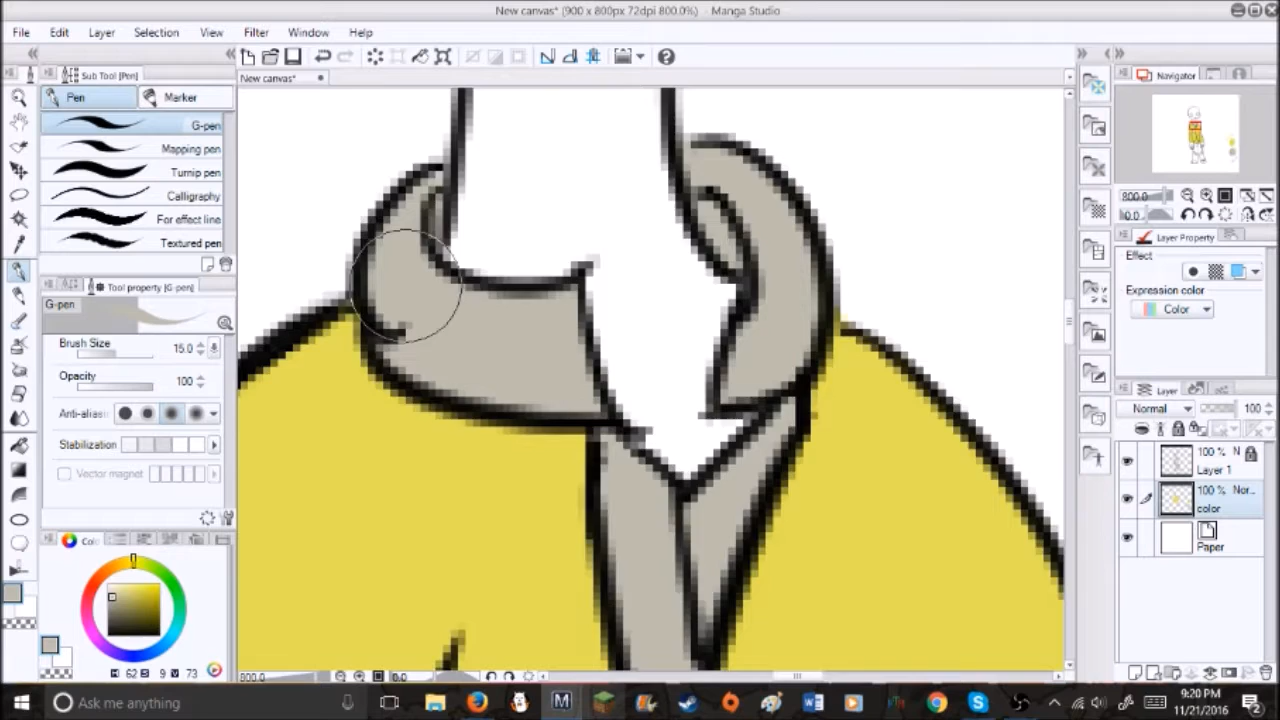 New canvas* (900 x 800px 72dpi 800.0%) - Manga Studio
File Edit Layer Selection View Filter Window Help
Sub Tool [Pen]
New canvas*
Navigator
Pen Marker
G-pen
Mapping pen
Turnip pen
Calligraphy
For effect line
Textured pen
800.0
0.0
Layer Property
Effect
Expression color
Color
Tool property [G-pen]
G-pen
Brush Size 15.0
Opacity 100
Anti-alias
Stabilization
Vector magnet
Layer
Normal 100
100 % N
Layer 1
100 % Nor...
color
Paper
H 62 S 9 V 73
800.0 0.0
Ask me anything
9:20 PM
11/21/2016